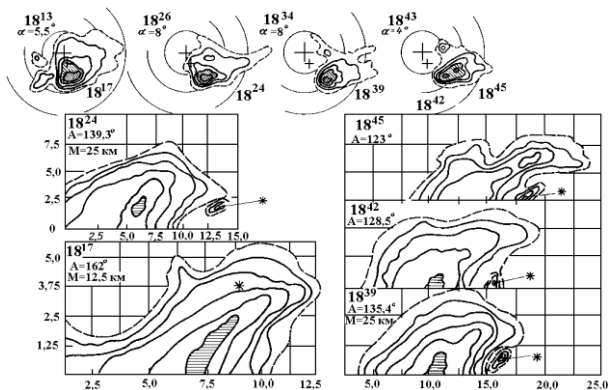 18¹³ 18²⁶ 18³⁴ 18⁴³
α=5,5° α=8° α=8° α=4°
18¹⁷ 18²⁴ 18³⁹ 18⁴² 18⁴⁵
18²⁴
A=139,3°
M=25 км
7,5
5,0
2,5
0
2,5 5,0 7,5 10,0 12,5 15,0
*
18¹⁷
A=162°
M=12,5 км
5,0
3,75
2,5
1,25
*
2,5 5,0 7,5 10,0 12,5
18⁴⁵
A=123°
*
18⁴²
A=128,5°
*
18³⁹
A=135,4°
M=25 км
*
5,0 10,0 15,0 20,0 25,0